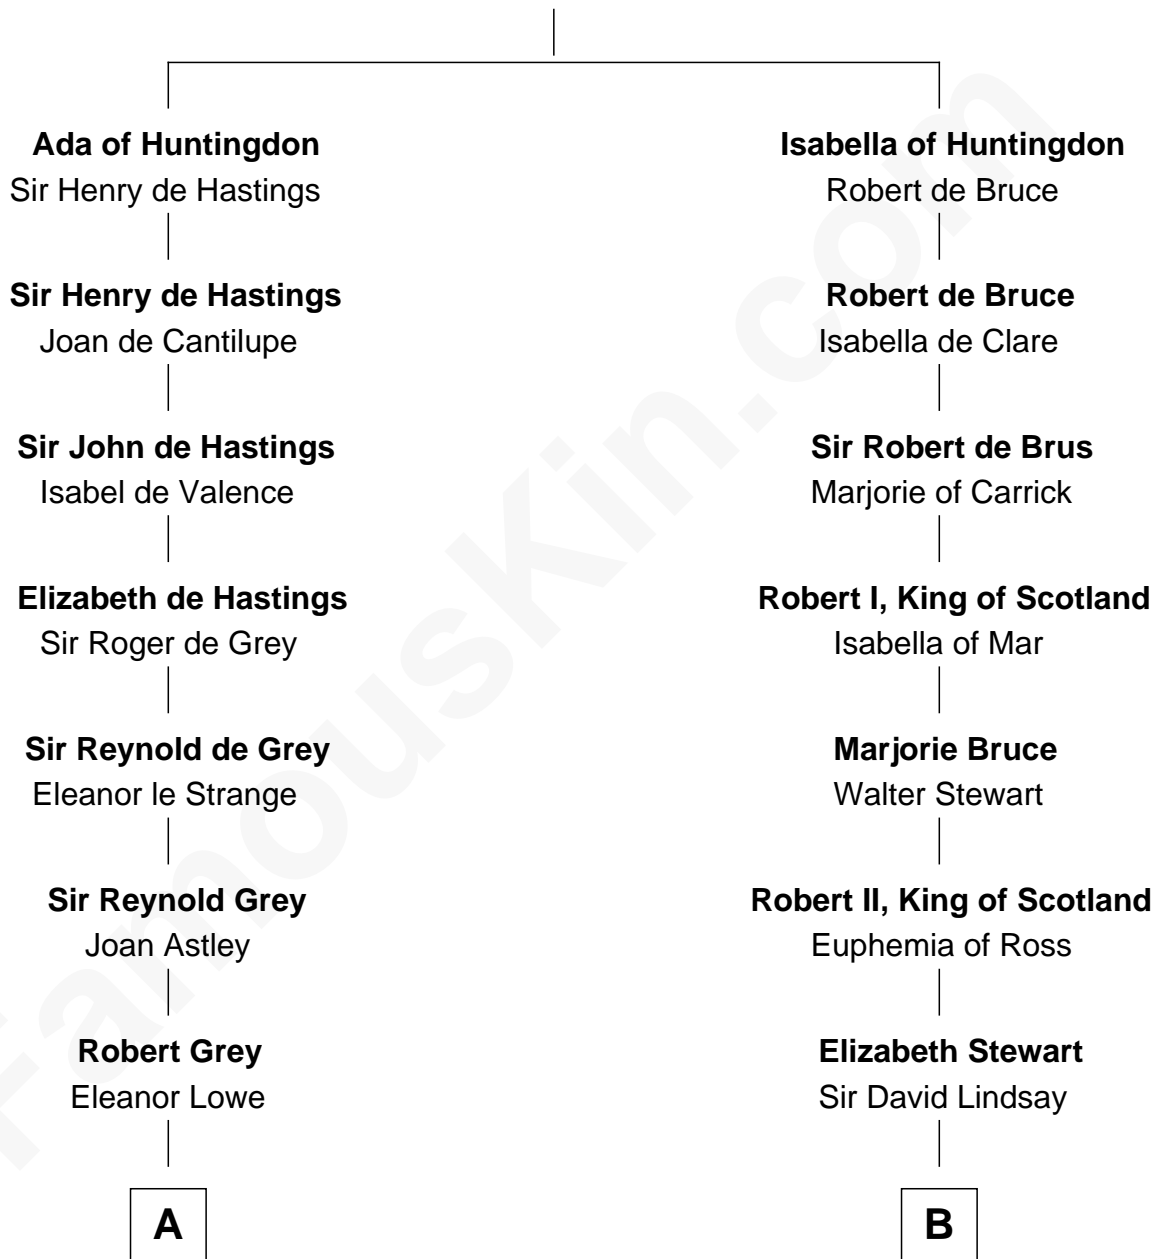 Ada of Huntingdon
Sir Henry de Hastings
Isabella of Huntingdon
Robert de Bruce
Sir Henry de Hastings
Joan de Cantilupe
Robert de Bruce
Isabella de Clare
Sir John de Hastings
Isabel de Valence
Sir Robert de Brus
Marjorie of Carrick
Elizabeth de Hastings
Sir Roger de Grey
Robert I, King of Scotland
Isabella of Mar
Sir Reynold de Grey
Eleanor le Strange
Marjorie Bruce
Walter Stewart
Sir Reynold Grey
Joan Astley
Robert II, King of Scotland
Euphemia of Ross
Robert Grey
Eleanor Lowe
Elizabeth Stewart
Sir David Lindsay
A
B
FamousKin.com